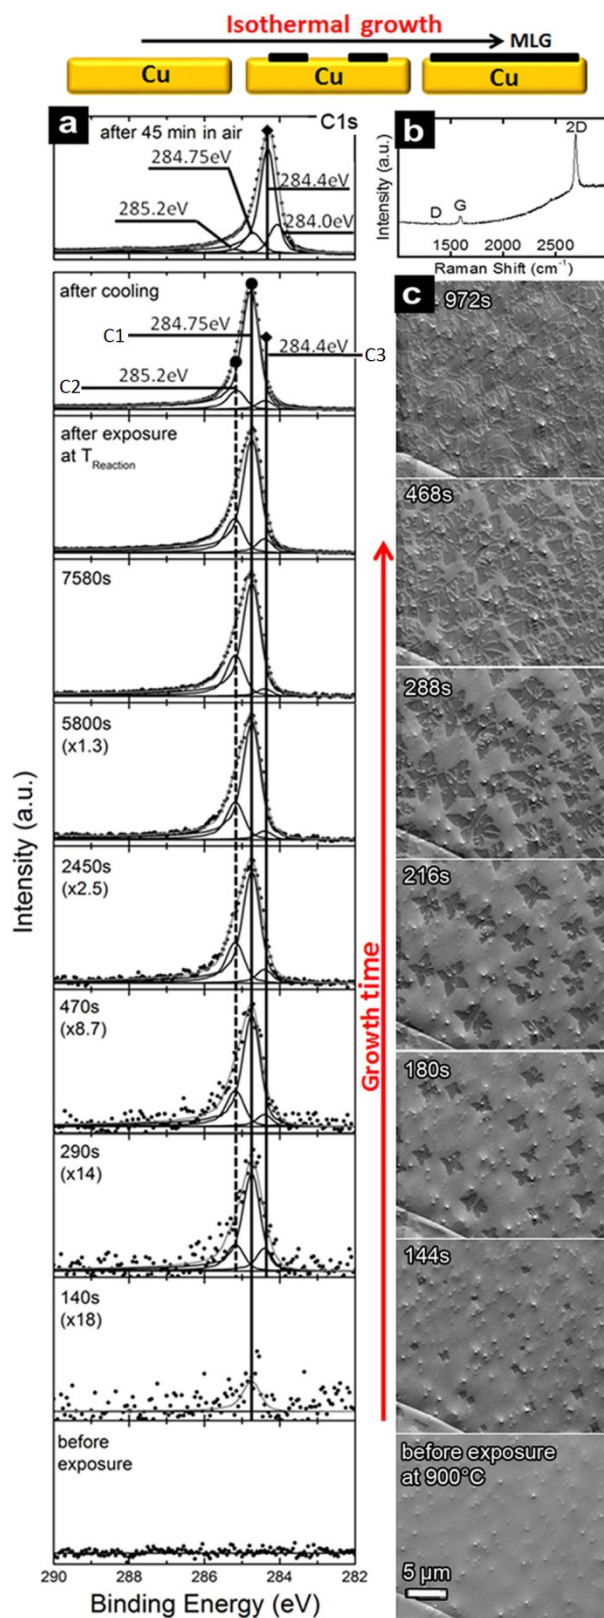 Isothermal growth
MLG
Cu
Cu
Cu
a
after 45 min in air
C1s
284.75eV
284.4eV
285.2eV
284.0eV
b
2D
D
G
Intensity (a.u.)
1500
2500
Raman Shift (cm⁻¹)
after cooling
C1
284.75eV
284.4eV
C3
C2
285.2eV
after exposure
at T_Reaction
7580s
5800s
(x1.3)
2450s
(x2.5)
470s
(x8.7)
290s
(x14)
140s
(x18)
before
exposure
Intensity (a.u.)
290
288
286
284
282
Binding Energy (eV)
Growth time
c
972s
468s
288s
216s
180s
144s
before exposure
at 900°C
5 μm